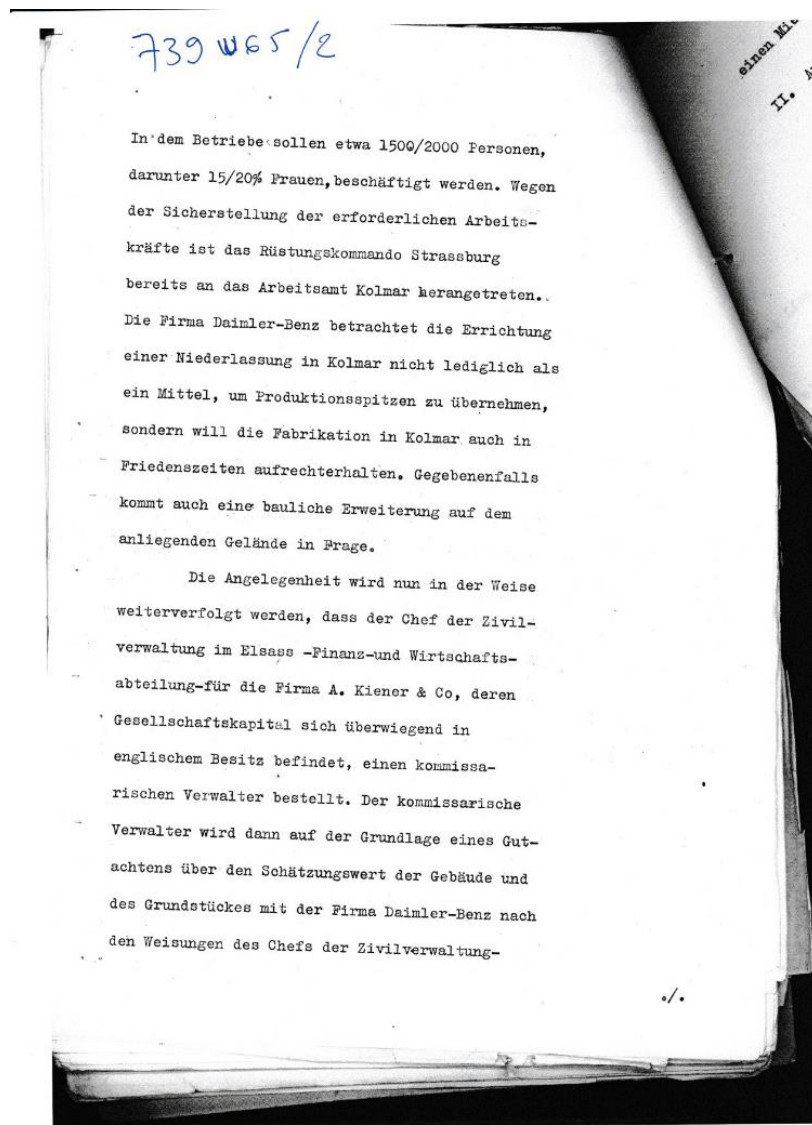 739 W 65/2
einen
II.
In dem Betriebe sollen etwa 1500/2000 Personen,
darunter 15/20% Frauen, beschäftigt werden. Wegen
der Sicherstellung der erforderlichen Arbeits-
kräfte ist das Rüstungskommando Strassburg
bereits an das Arbeitsamt Kolmar herangetreten.
Die Firma Daimler-Benz betrachtet die Errichtung
einer Niederlassung in Kolmar nicht lediglich als
ein Mittel, um Produktionsspitzen zu übernehmen,
sondern will die Fabrikation in Kolmar auch in
Friedenszeiten aufrechterhalten. Gegebenenfalls
kommt auch eine bauliche Erweiterung auf dem
anliegenden Gelände in Frage.
Die Angelegenheit wird nun in der Weise
weiterverfolgt werden, dass der Chef der Zivil-
verwaltung im Elsass -Finanz-und Wirtschafts-
abteilung-für die Firma A. Kiener & Co, deren
Gesellschaftskapital sich überwiegend in
englischem Besitz befindet, einen kommissa-
rischen Verwalter bestellt. Der kommissarische
Verwalter wird dann auf der Grundlage eines Gut-
achtens über den Schätzungswert der Gebäude und
des Grundstückes mit der Firma Daimler-Benz nach
den Weisungen des Chefs der Zivilverwaltung-
./.